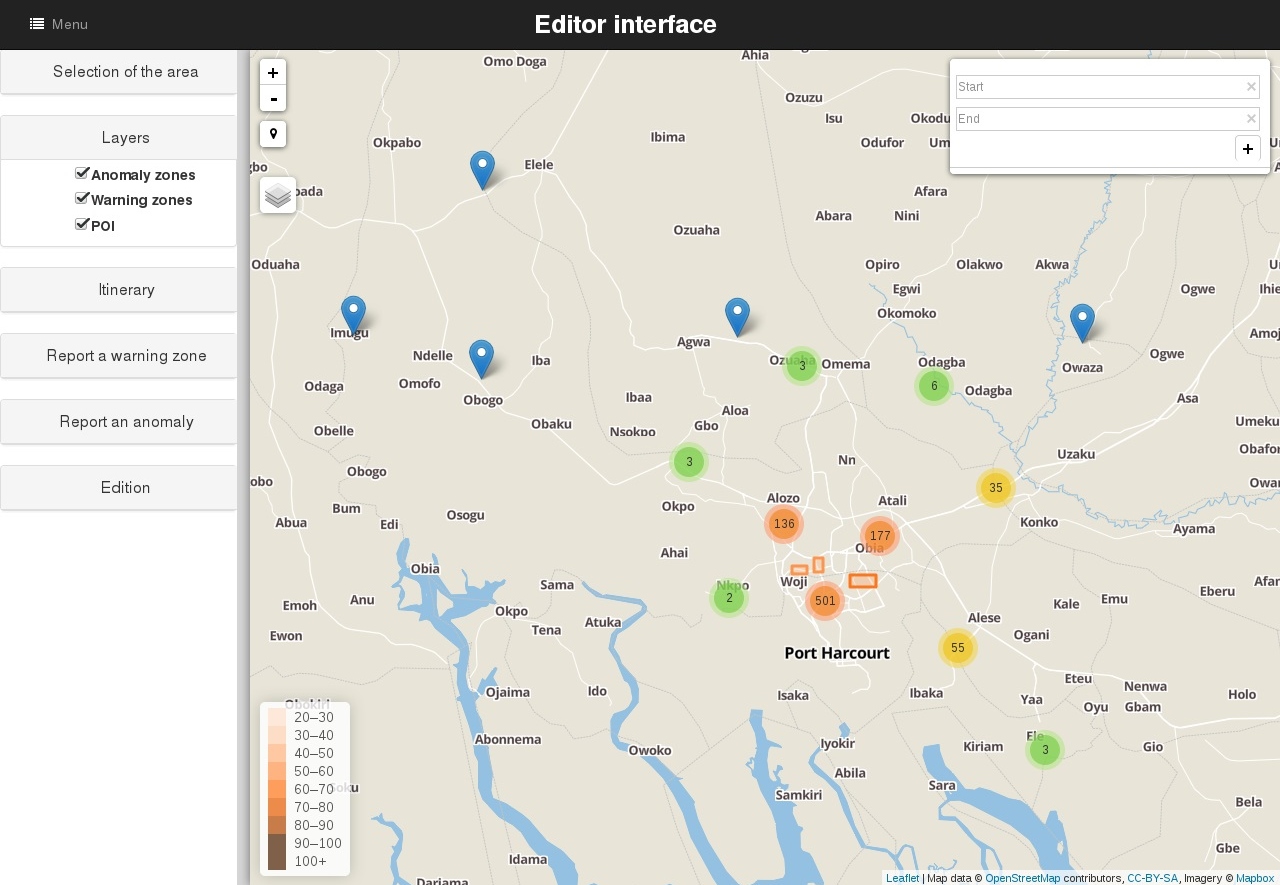 Menu
Editor interface
Selection of the area
Layers
Anomaly zones
Warning zones
POI
Itinerary
Report a warning zone
Report an anomaly
Edition
+
-
Start ×
End ×
+
Omo Doga
Ahia
Ozuzu
Isu
Okodu
Okpabo
Ibima
Odufor
Um
Elele
gbo
pada
Afara
Abara
Nini
Ozuaha
Oduaha
Opiro
Olakwo
Akwa
Egwi
Ogwe
Ihie
Okomoko
Imugu
Amoj
Agwa
Ndelle
Iba
Ozuaha
3
Omema
Odagba
Ogwe
Owaza
Odaga
Omofo
6
Odagba
Obogo
Ibaa
Asa
Aloa
Obelle
Obaku
Nsokpo
Gbo
Umeku
Obafor
Uzaku
Nn
3
Obogo
obo
Owar
35
Bum
Okpo
Alozo
Atali
Abua
Edi
Osogu
136
177
Konko
Ayama
Ahai
Obia
Obia
Woji
Nkpo
Sama
Afar
Eberu
2
501
Emoh
Anu
Okpo
Kale
Emu
Atuka
Alese
Ewon
Tena
Ogani
55
Port Harcourt
Eteu
Nenwa
Ojaima
Ido
Isaka
Ibaka
Yaa
Holo
Obokiri
Oyu
Gbam
Abonnema
Owoko
Iyokir
Kiriam
Ele
3
Gio
Abila
Sara
Samkiri
Bela
Soku
Gbe
Idama
Dariama
20–30
30–40
40–50
50–60
60–70
70–80
80–90
90–100
100+
Leaflet | Map data © OpenStreetMap contributors, CC-BY-SA, Imagery © Mapbox